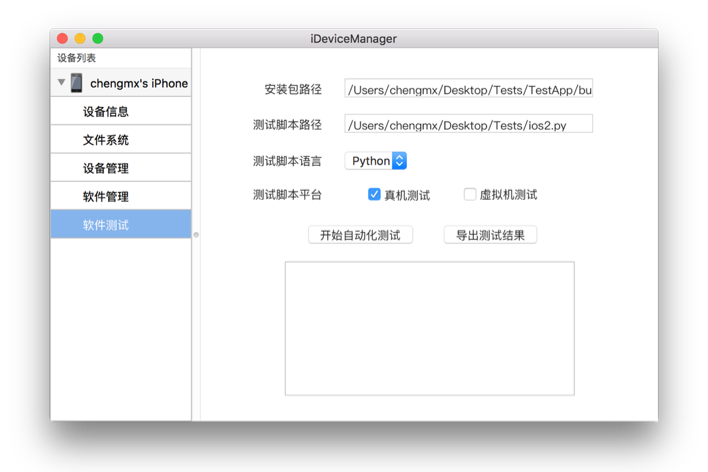 iDeviceManager
设备列表
chengmx's iPhone
设备信息
文件系统
设备管理
软件管理
软件测试
安装包路径 /Users/chengmx/Desktop/Tests/TestApp/bu
测试脚本路径 /Users/chengmx/Desktop/Tests/ios2.py
测试脚本语言 Python
测试脚本平台 真机测试 虚拟机测试
开始自动化测试 导出测试结果